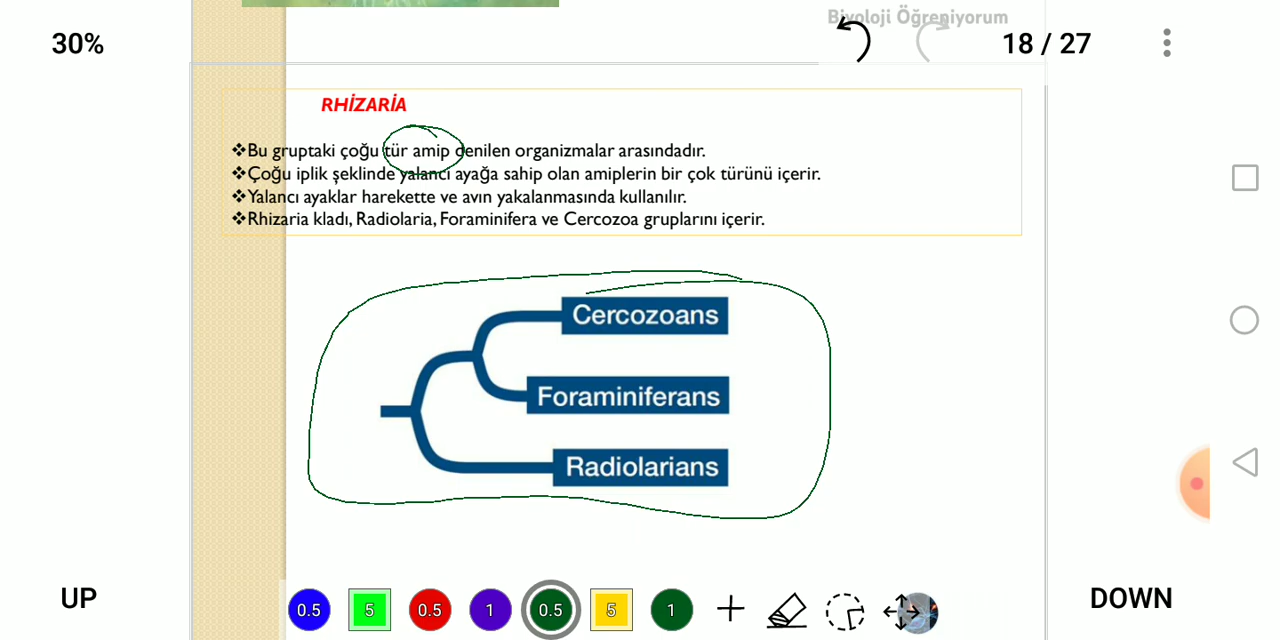 Biyoloji Öğreniyorum
30%
18 / 27
RHİZARİA
❖Bu gruptaki çoğu tür amip denilen organizmalar arasındadır.
❖Çoğu iplik şeklinde yalancı ayağa sahip olan amiplerin bir çok türünü içerir.
❖Yalancı ayaklar harekette ve avın yakalanmasında kullanılır.
❖Rhizaria kladı, Radiolaria, Foraminifera ve Cercozoa gruplarını içerir.
Cercozoans
Foraminiferans
Radiolarians
UP
DOWN
0.5 5 0.5 1 0.5 5 1